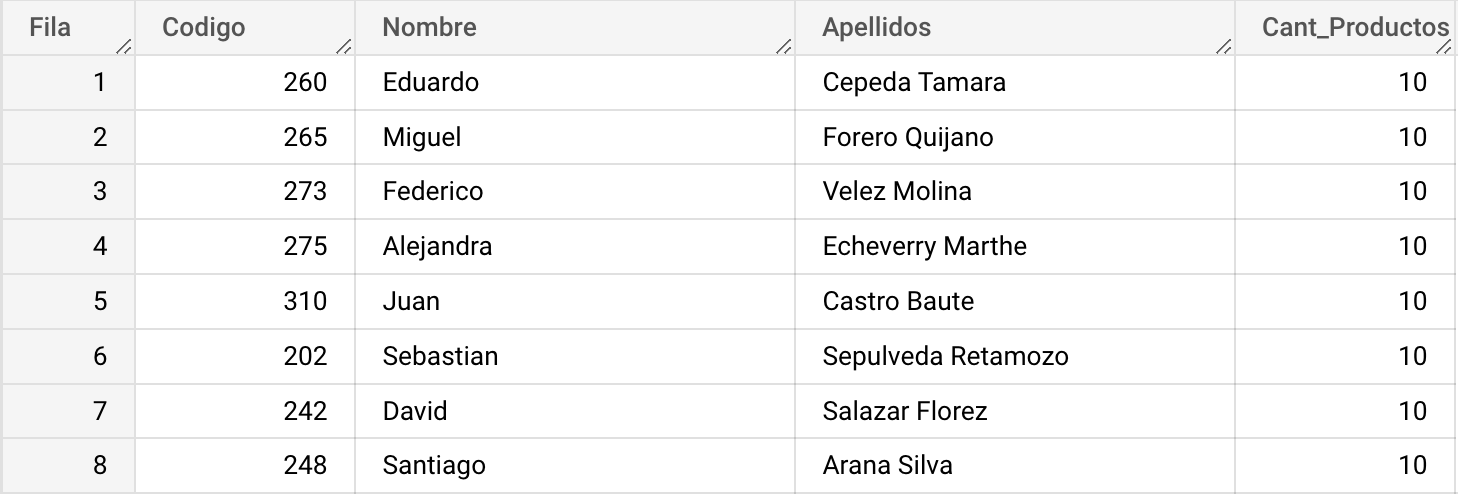 Fila Codigo Nombre Apellidos Cant_Productos
1 260 Eduardo Cepeda Tamara 10
2 265 Miguel Forero Quijano 10
3 273 Federico Velez Molina 10
4 275 Alejandra Echeverry Marthe 10
5 310 Juan Castro Baute 10
6 202 Sebastian Sepulveda Retamozo 10
7 242 David Salazar Florez 10
8 248 Santiago Arana Silva 10